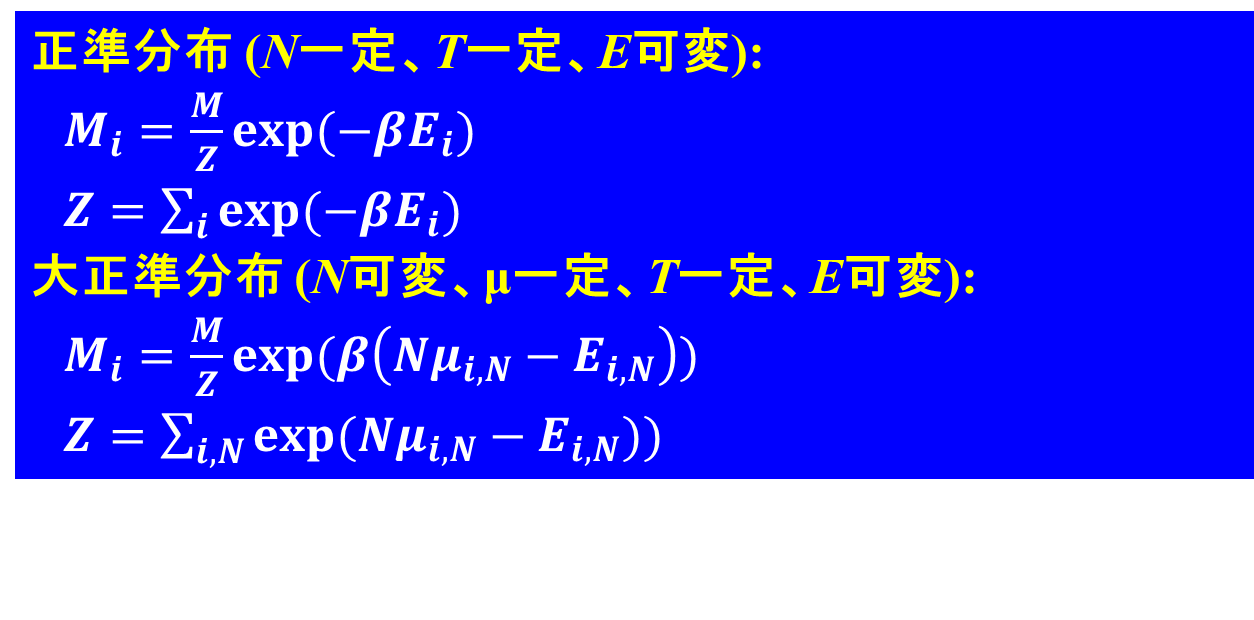 正準分布 (N一定、T一定、E可変):
M_i = M/Z exp(−βE_i)
Z = ∑_i exp(−βE_i)
大正準分布 (N可変、μ一定、T一定、E可変):
M_i = M/Z exp(β(Nμ_{i,N} − E_{i,N}))
Z = ∑_{i,N} exp(Nμ_{i,N} − E_{i,N}))